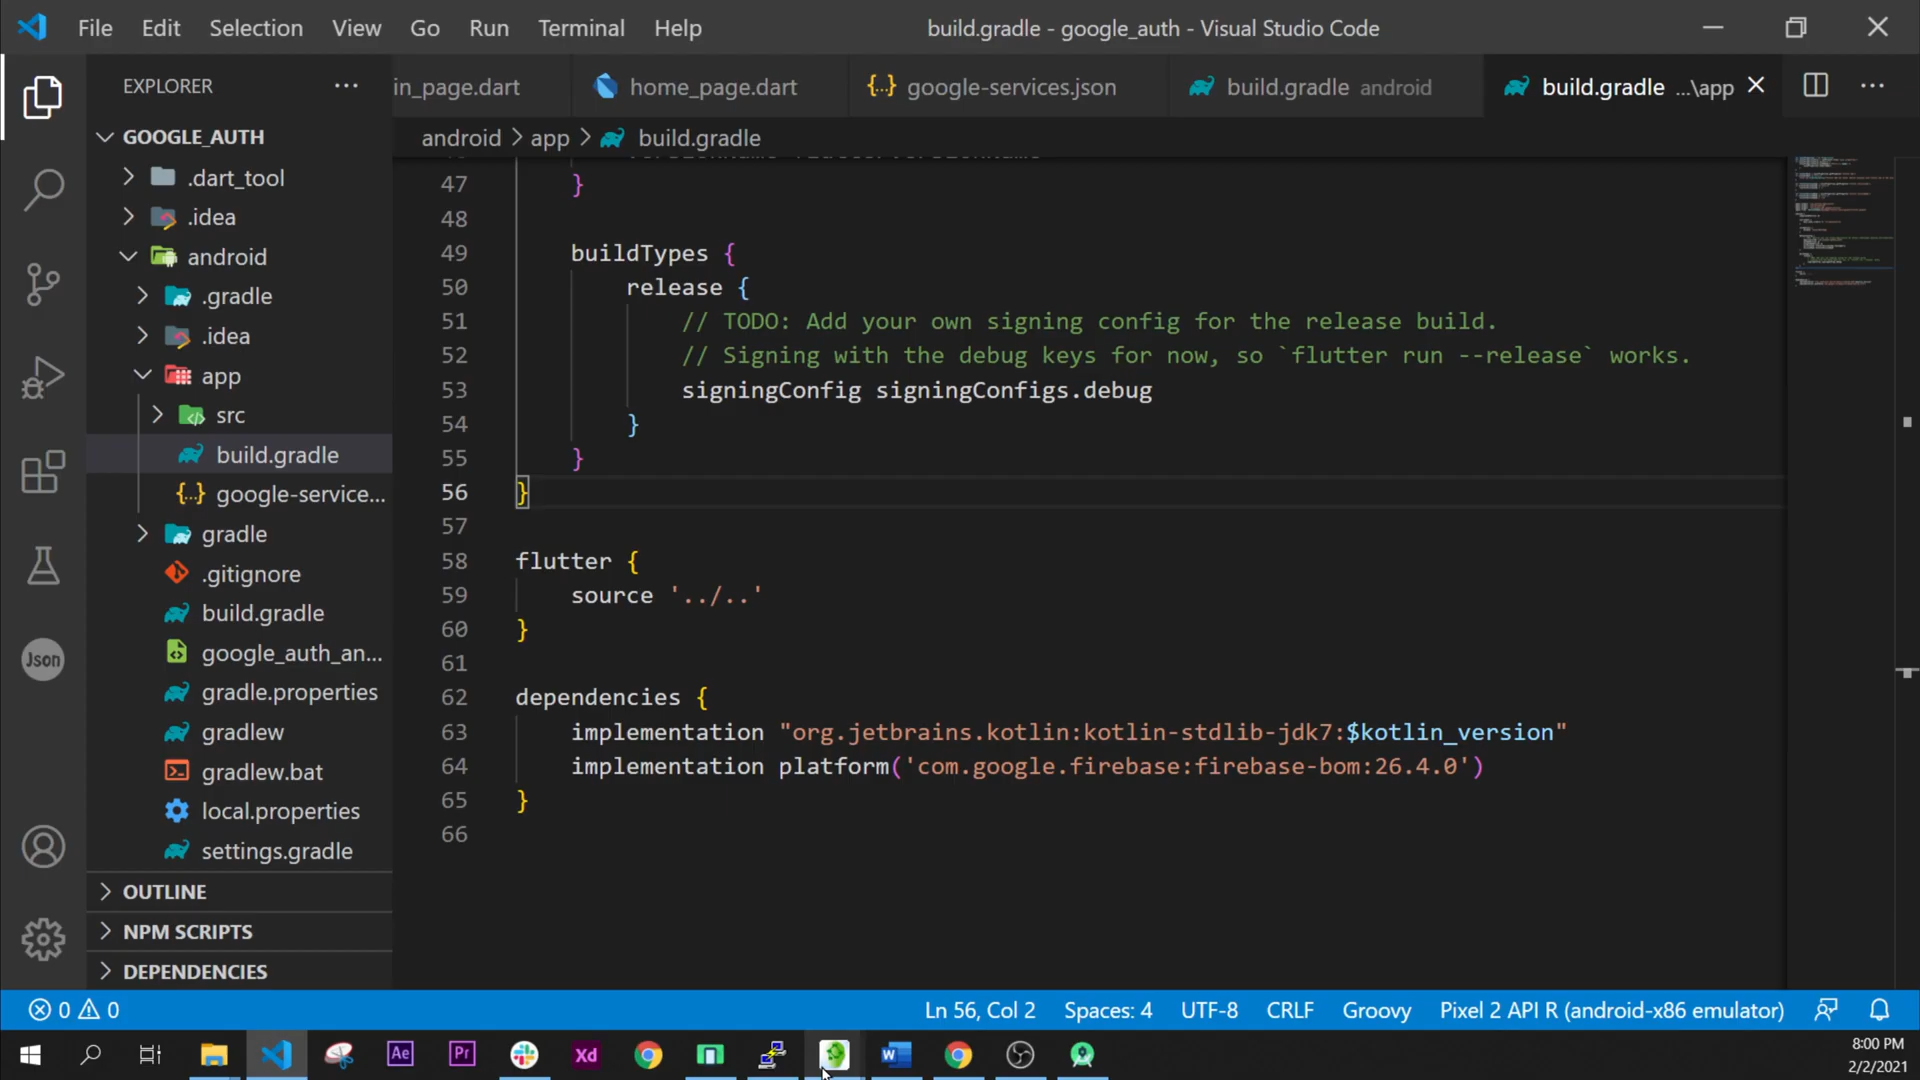 File Edit Selection View Go Run Terminal Help build.gradle - google_auth - Visual Studio Code
EXPLORER
in_page.dart home_page.dart google-services.json build.gradle android build.gradle ...\app
android > app > build.gradle
GOOGLE_AUTH
.dart_tool
.idea
android
.gradle
.idea
app
src
build.gradle
google-service...
gradle
.gitignore
build.gradle
google_auth_an...
gradle.properties
gradlew
gradlew.bat
local.properties
settings.gradle
OUTLINE
NPM SCRIPTS
DEPENDENCIES
Json
47 }
48
49 buildTypes {
50 release {
51 // TODO: Add your own signing config for the release build.
52 // Signing with the debug keys for now, so `flutter run --release` works.
53 signingConfig signingConfigs.debug
54 }
55 }
56 }
57
58 flutter {
59 source '../..'
60 }
61
62 dependencies {
63 implementation "org.jetbrains.kotlin:kotlin-stdlib-jdk7:$kotlin_version"
64 implementation platform('com.google.firebase:firebase-bom:26.4.0')
65 }
66
0 0 Ln 56, Col 2 Spaces: 4 UTF-8 CRLF Groovy Pixel 2 API R (android-x86 emulator)
Ae Pr Xd
8:00 PM
2/2/2021